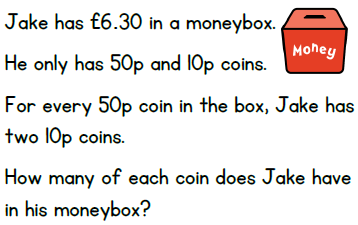 Jake has £6.30 in a moneybox.
Money
He only has 50p and 10p coins.
For every 50p coin in the box, Jake has
two 10p coins.
How many of each coin does Jake have
in his moneybox?